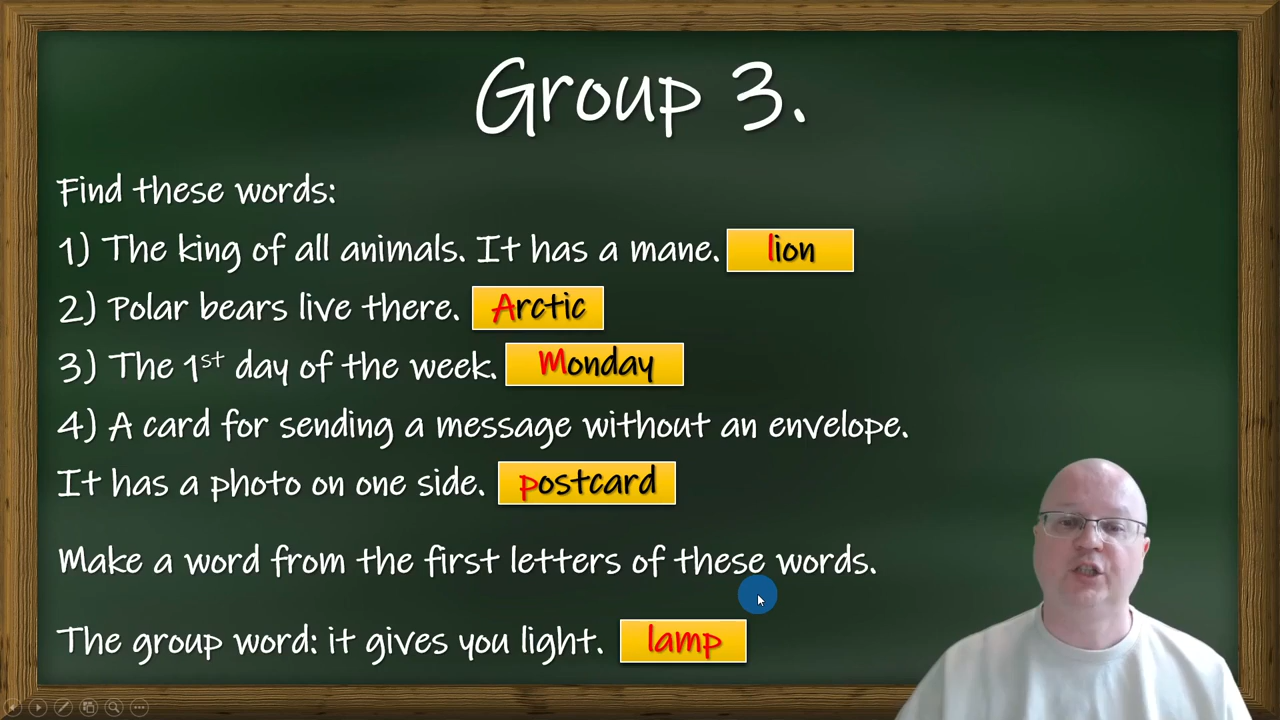 Group 3.
Find these words:
1) The king of all animals. It has a mane. lion
2) Polar bears live there. Arctic
3) The 1st day of the week. Monday
4) A card for sending a message without an envelope.
It has a photo on one side. postcard
Make a word from the first letters of these words.
The group word: it gives you light. lamp